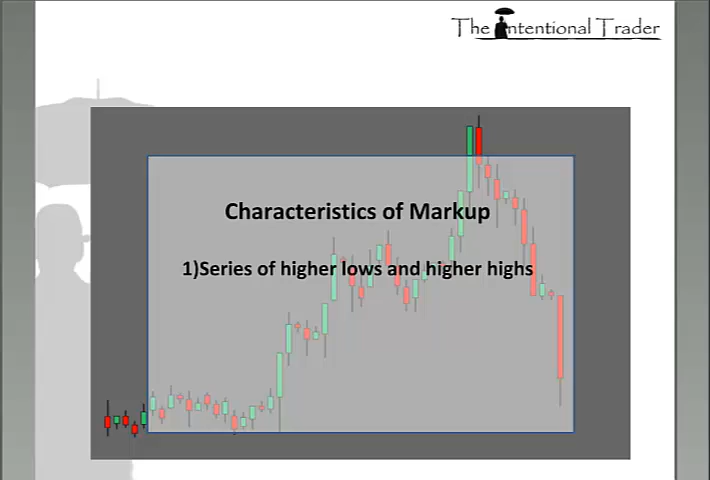 The Intentional Trader
Characteristics of Markup
1)Series of higher lows and higher highs